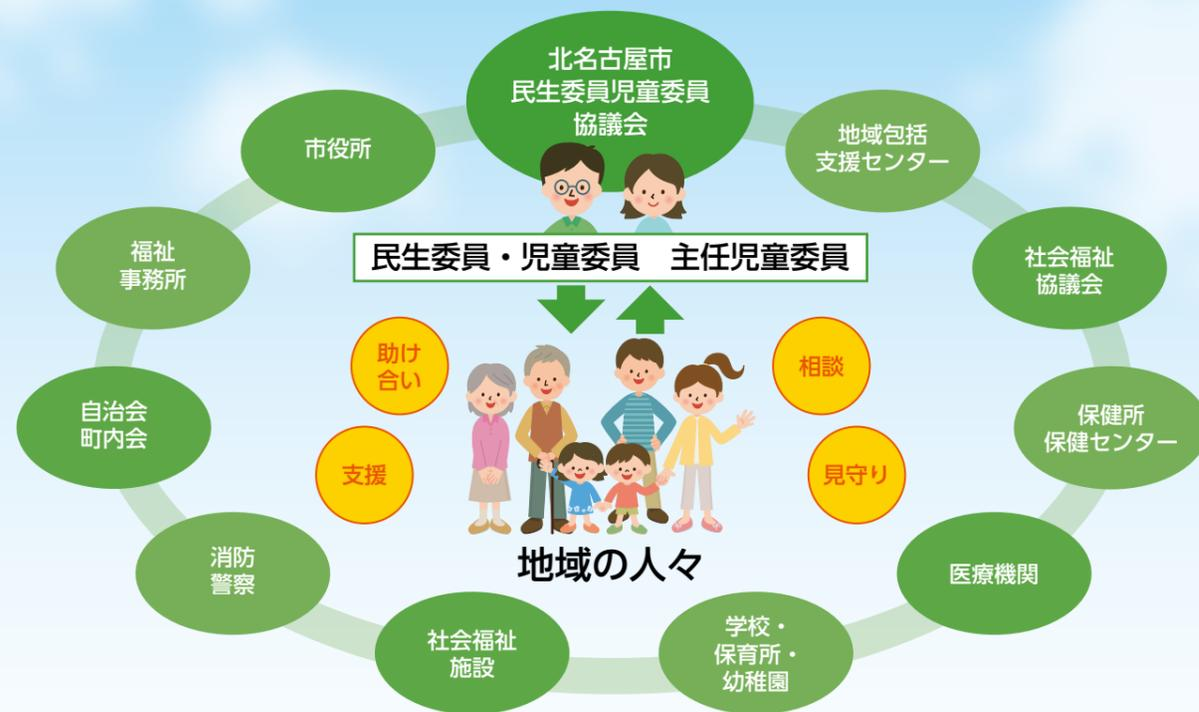 北名古屋市
民生委員児童委員
協議会
市役所
地域包括
支援センター
福祉
事務所
社会福祉
協議会
民生委員・児童委員　主任児童委員
助け
合い
相談
自治会
町内会
保健所
保健センター
支援
見守り
地域の人々
消防
警察
医療機関
社会福祉
施設
学校・
保育所・
幼稚園